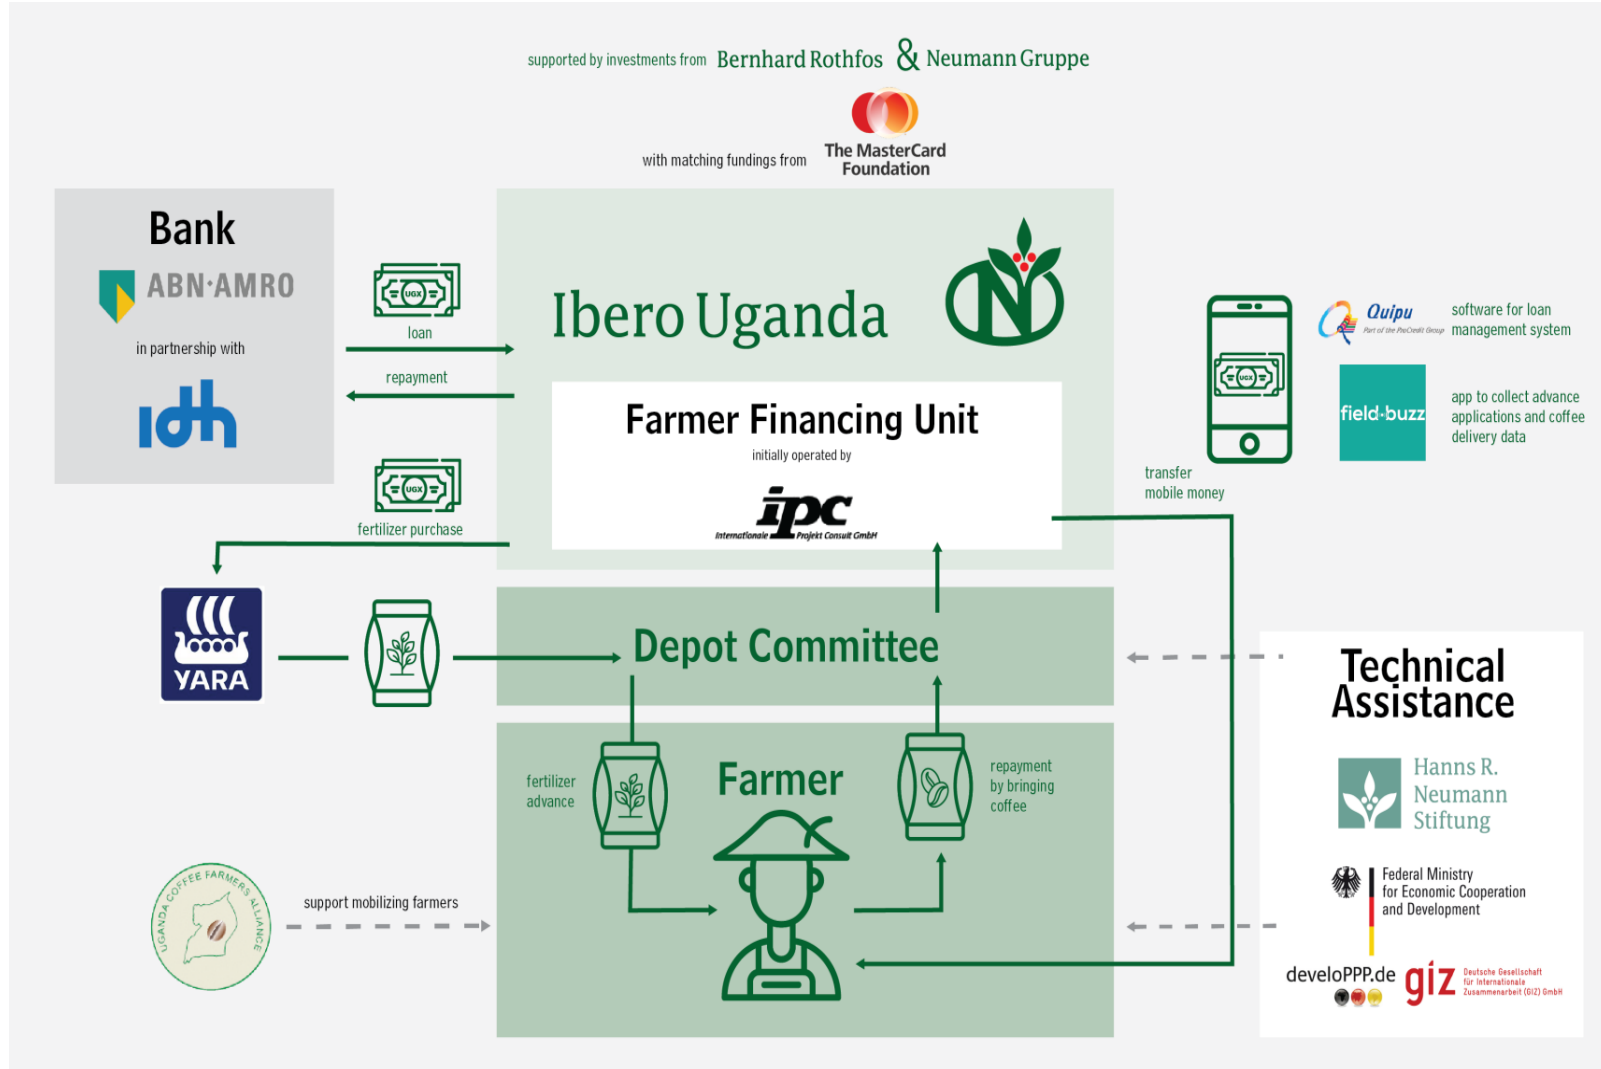 supported by investments from Bernhard Rothfos & Neumann Gruppe
with matching fundings from
The MasterCard
Foundation
Bank
ABN·AMRO
in partnership with
idh
UGX
loan
repayment
UGX
fertilizer purchase
Ibero Uganda
N
Farmer Financing Unit
initially operated by
ipc
Internationale Projekt Consult GmbH
UGX
Quipu
Part of the ProCredit Group
software for loan
management system
field·buzz
app to collect advance
applications and coffee
delivery data
transfer
mobile money
YARA
Depot Committee
fertilizer
advance
Farmer
repayment
by bringing
coffee
UGANDA COFFEE FARMERS ALLIANCE
support mobilizing farmers
Technical
Assistance
Hanns R.
Neumann
Stiftung
Federal Ministry
for Economic Cooperation
and Development
develoPPP.de
giz
Deutsche Gesellschaft
für Internationale
Zusammenarbeit (GIZ) GmbH